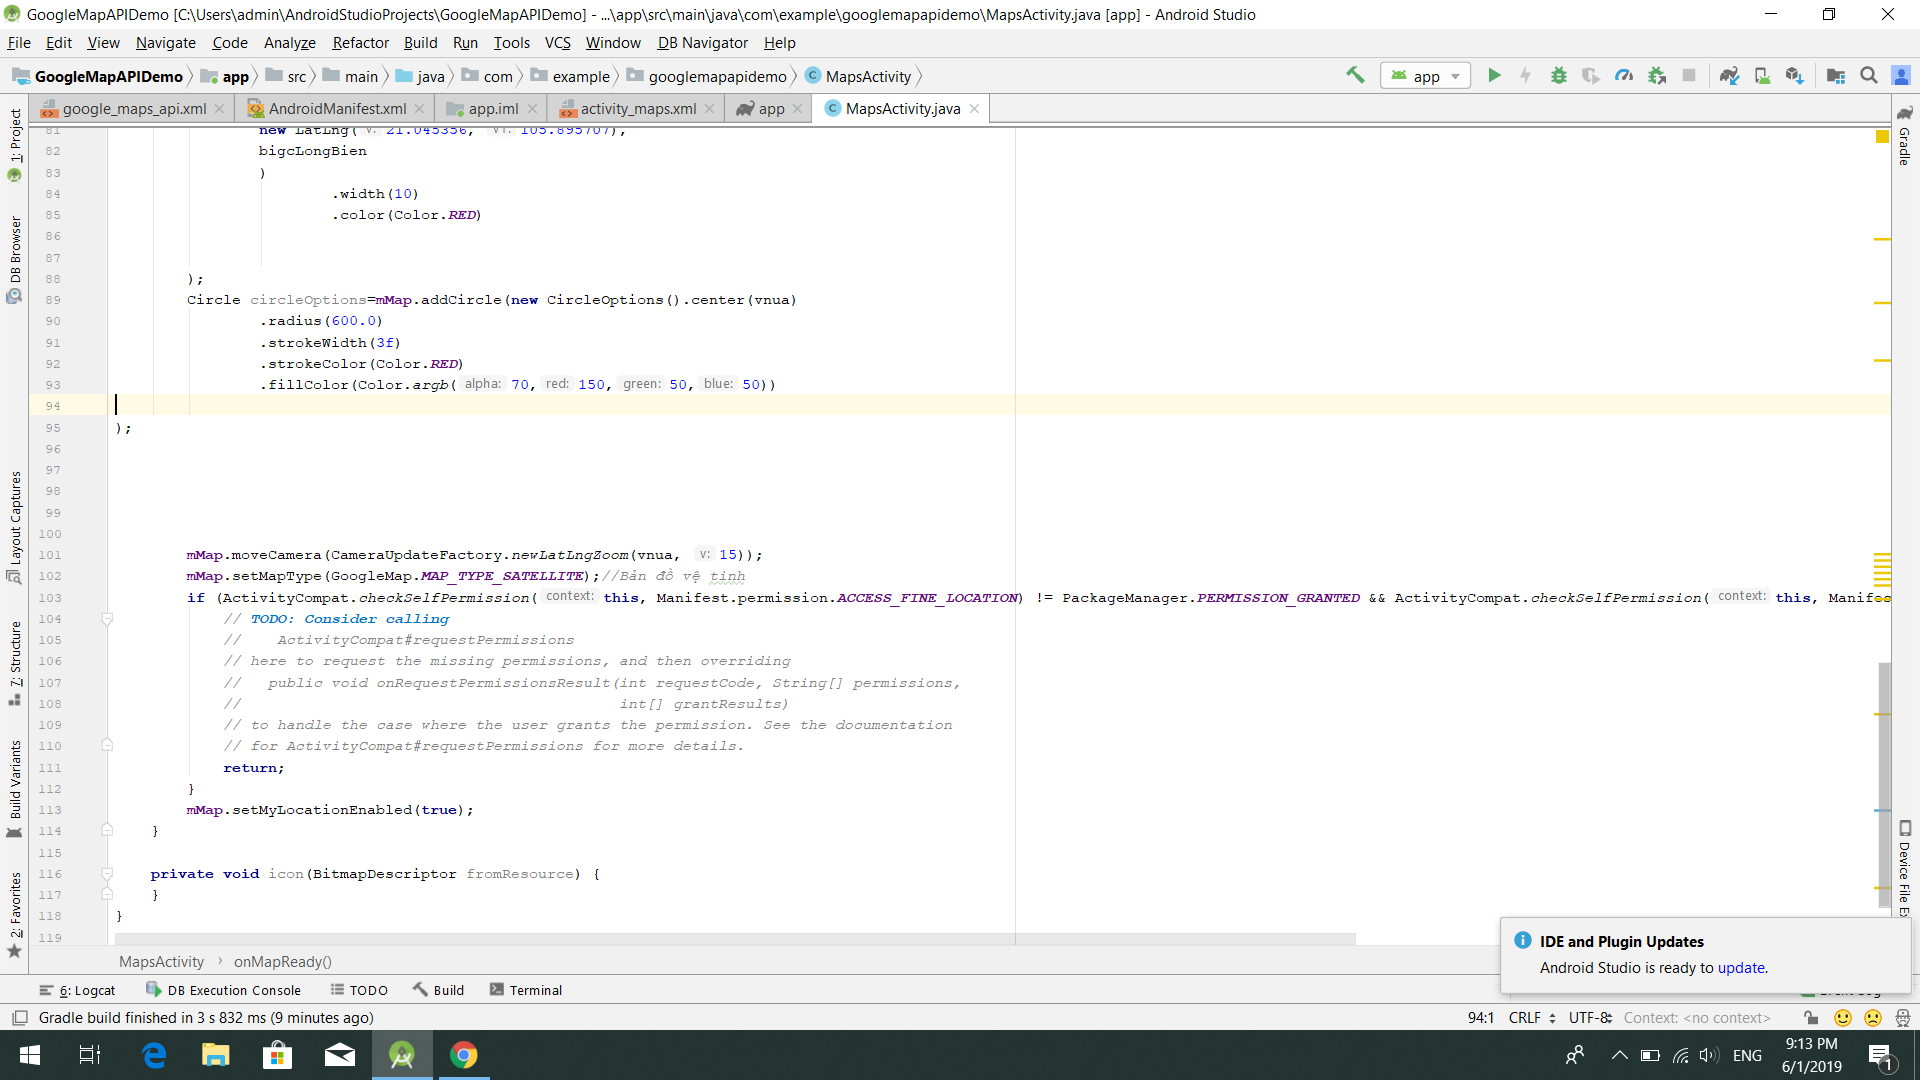 GoogleMapAPIDemo [C:\Users\admin\AndroidStudioProjects\GoogleMapAPIDemo] - ...\app\src\main\java\com\example\googlemapapidemo\MapsActivity.java [app] - Android Studio
File Edit View Navigate Code Analyze Refactor Build Run Tools VCS Window DB Navigator Help
GoogleMapAPIDemo app src main java com example googlemapapidemo MapsActivity app
google_maps_api.xml AndroidManifest.xml app.iml activity_maps.xml app MapsActivity.java
1: Project
DB Browser
Layout Captures
7: Structure
Build Variants
2: Favorites
Gradle
Device File Ex
81 new LatLng( v: 21.045356, v1: 105.895707),
82 bigcLongBien
83 )
84 .width(10)
85 .color(Color.RED)
86
87
88 );
89 Circle circleOptions=mMap.addCircle(new CircleOptions().center(vnua)
90 .radius(600.0)
91 .strokeWidth(3f)
92 .strokeColor(Color.RED)
93 .fillColor(Color.argb( alpha: 70, red: 150, green: 50, blue: 50))
94
95 );
96
97
98
99
100
101 mMap.moveCamera(CameraUpdateFactory.newLatLngZoom(vnua, v: 15));
102 mMap.setMapType(GoogleMap.MAP_TYPE_SATELLITE);//Bản đồ vệ tinh
103 if (ActivityCompat.checkSelfPermission( context: this, Manifest.permission.ACCESS_FINE_LOCATION) != PackageManager.PERMISSION_GRANTED && ActivityCompat.checkSelfPermission( context: this, Manifes
104 // TODO: Consider calling
105 // ActivityCompat#requestPermissions
106 // here to request the missing permissions, and then overriding
107 // public void onRequestPermissionsResult(int requestCode, String[] permissions,
108 // int[] grantResults)
109 // to handle the case where the user grants the permission. See the documentation
110 // for ActivityCompat#requestPermissions for more details.
111 return;
112 }
113 mMap.setMyLocationEnabled(true);
114 }
115
116 private void icon(BitmapDescriptor fromResource) {
117 }
118 }
119
IDE and Plugin Updates
Android Studio is ready to update.
MapsActivity › onMapReady()
6: Logcat DB Execution Console TODO Build Terminal
Gradle build finished in 3 s 832 ms (9 minutes ago) 94:1 CRLF UTF-8 Context: <no context>
ENG
9:13 PM
6/1/2019
1